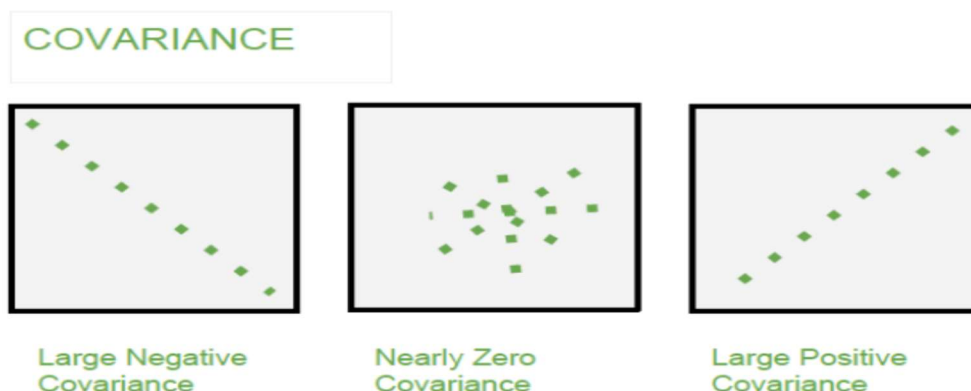 COVARIANCE
Large Negative
Covariance
Nearly Zero
Covariance
Large Positive
Covariance